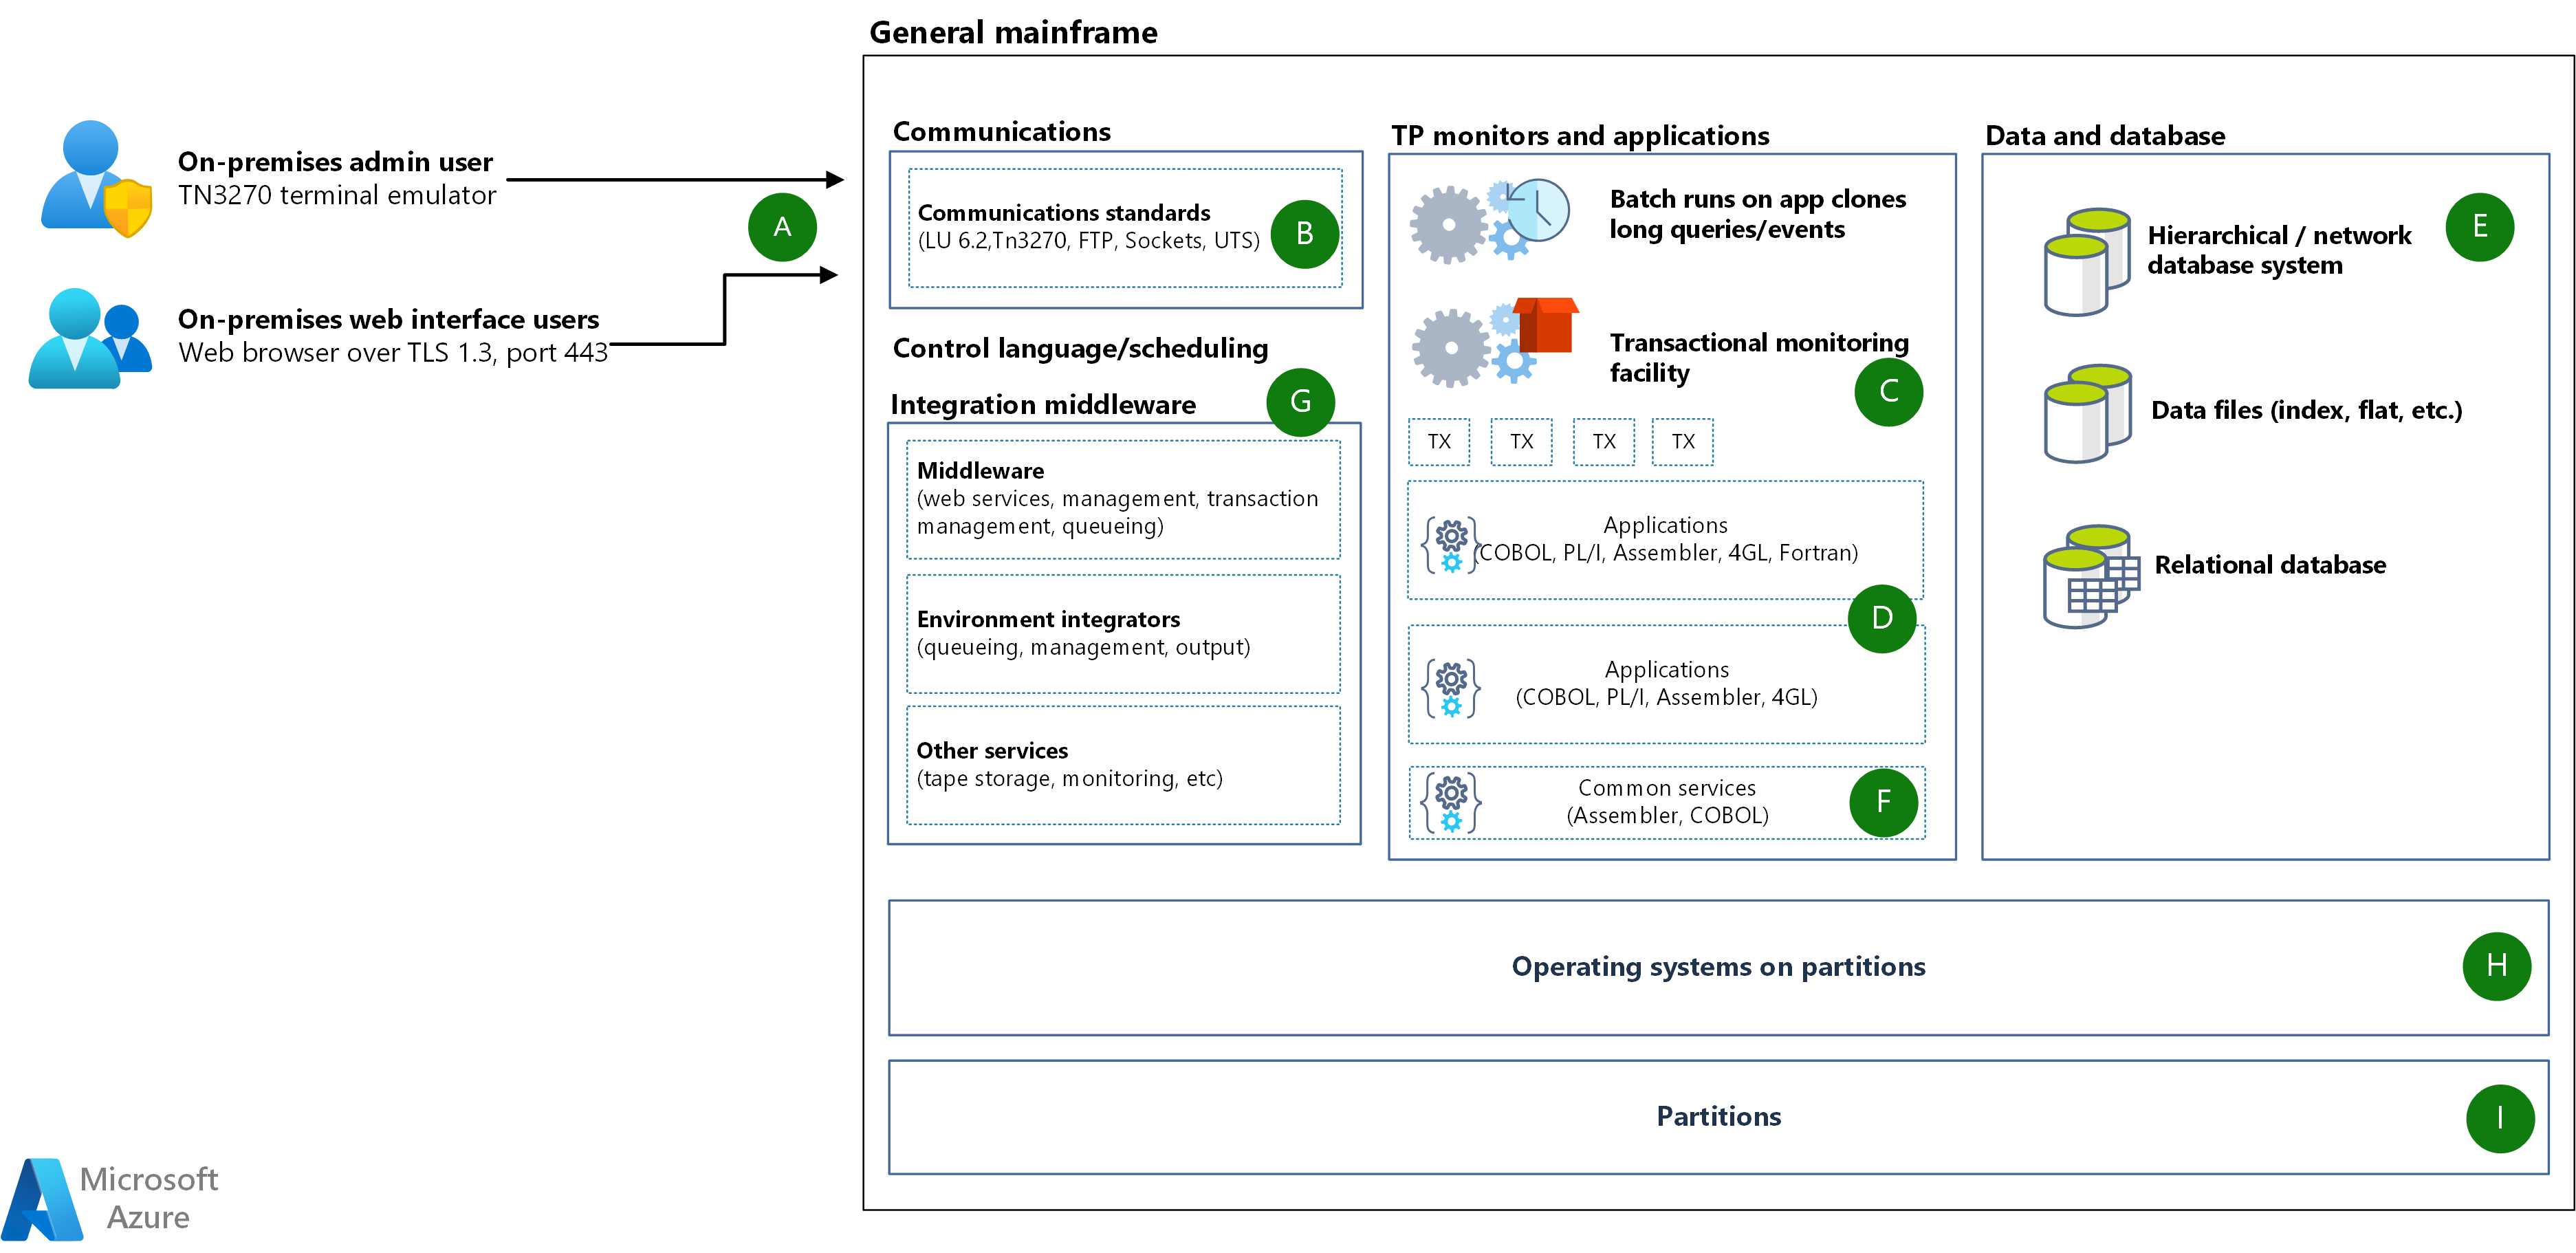 General mainframe
On-premises admin user
TN3270 terminal emulator
A
On-premises web interface users
Web browser over TLS 1.3, port 443
Communications
Communications standards
(LU 6.2,Tn3270, FTP, Sockets, UTS)
B
Control language/scheduling
Integration middleware
G
Middleware
(web services, management, transaction
management, queueing)
Environment integrators
(queueing, management, output)
Other services
(tape storage, monitoring, etc)
TP monitors and applications
Batch runs on app clones
long queries/events
Transactional monitoring
facility
C
TX TX TX TX
Applications
(COBOL, PL/I, Assembler, 4GL, Fortran)
D
Applications
(COBOL, PL/I, Assembler, 4GL)
Common services
(Assembler, COBOL)
F
Data and database
E
Hierarchical / network
database system
Data files (index, flat, etc.)
Relational database
Operating systems on partitions
H
Partitions
I
Microsoft
Azure